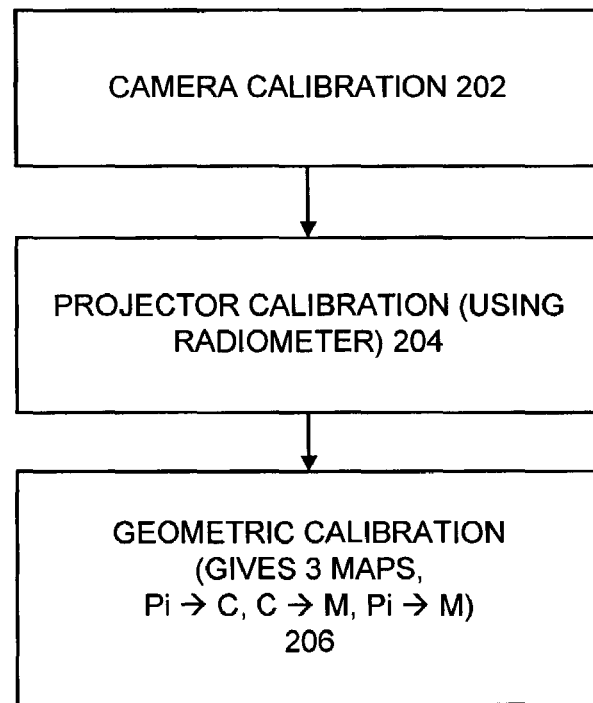 CAMERA CALIBRATION 202
PROJECTOR CALIBRATION (USING
RADIOMETER) 204
GEOMETRIC CALIBRATION
(GIVES 3 MAPS,
Pi → C, C → M, Pi → M)
206